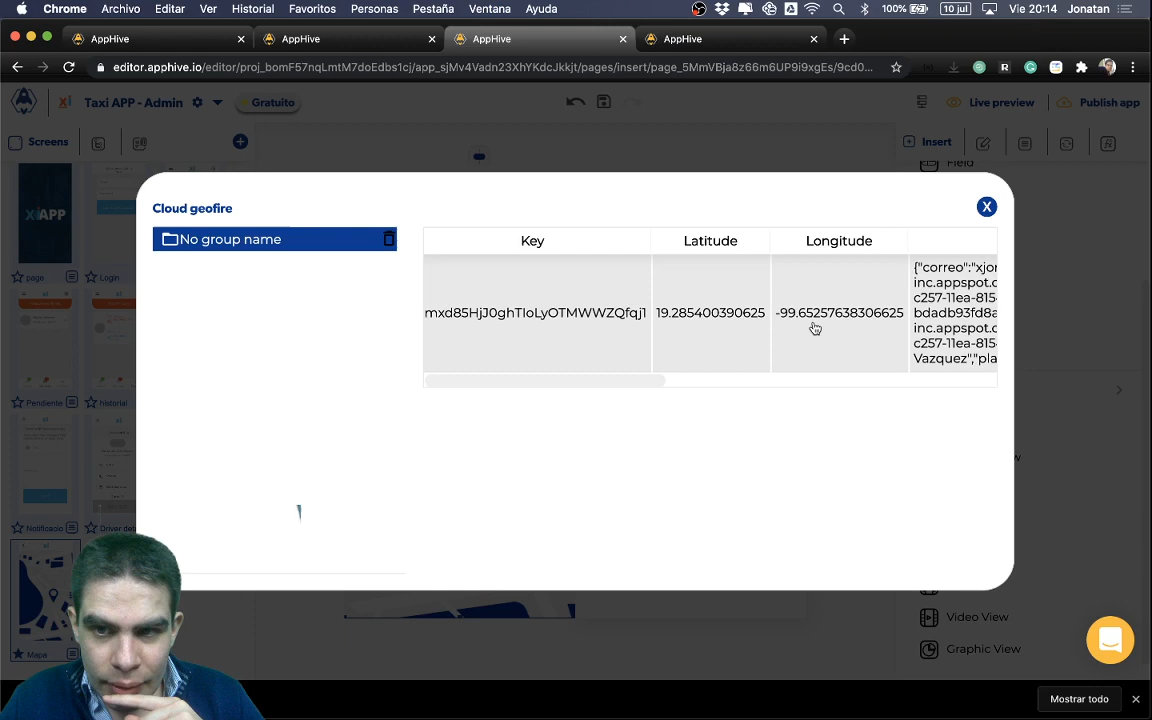 Chrome Archivo Editar Ver Historial Favoritos Personas Pestaña Ventana Ayuda 100% 10 jul Vie 20:14 Jonatan
AppHive AppHive AppHive AppHive
editor.apphive.io/editor/proj_bomF57nqLmtM7doEdbs1cj/app_sjMv4Vadn23XhYKdcJkkjt/pages/insert/page_5MmVBja8z66m6UP9i9xgEs/9cd0...
Taxi APP - Admin Gratuito Live preview Publish app
Screens Insert
Field
Cloud geofire X
No group name
Key Latitude Longitude
mxd85HjJ0ghTIoLyOTMWWZQfqj1 19.285400390625 -99.65257638306625
{"correo":"xjor
inc.appspot.c
c257-11ea-815
bdadb93fd8a
inc.appspot.c
c257-11ea-815
Vazquez","pla
XiAPP
page Login
Pendiente historial
Notificacio Driver deta
Mapa
Video View
Graphic View
Mostrar todo